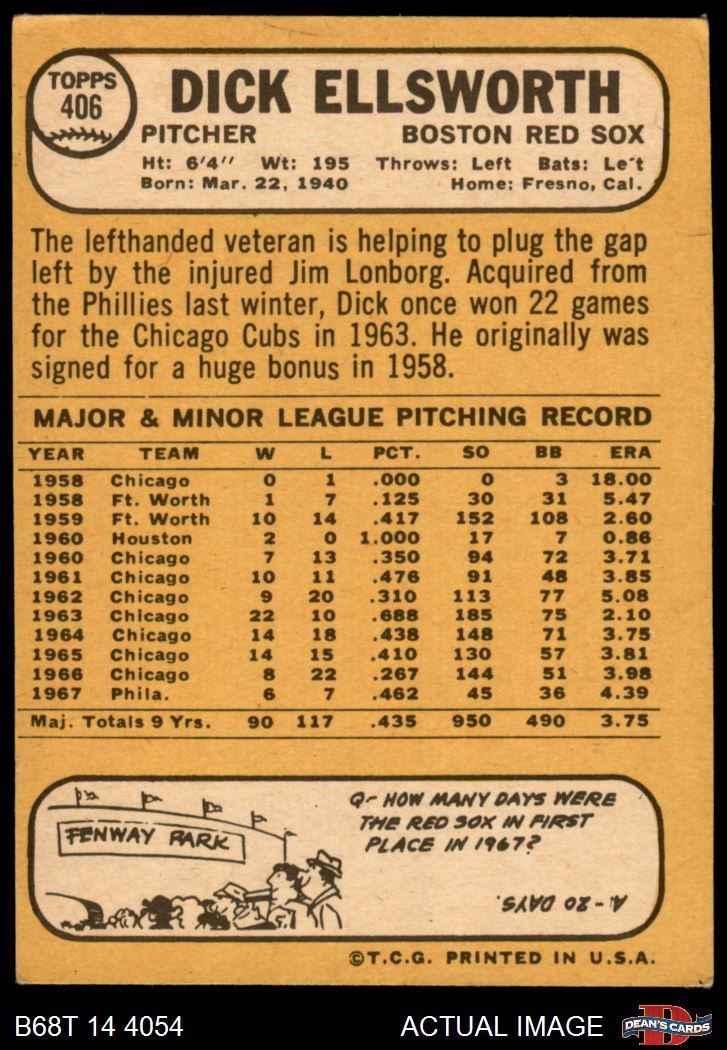 TOPPS
406
DICK ELLSWORTH
PITCHER BOSTON RED SOX
Ht: 6'4" Wt: 195 Throws: Left Bats: Le't
Born: Mar. 22, 1940 Home: Fresno, Cal.
The lefthanded veteran is helping to plug the gap
left by the injured Jim Lonborg. Acquired from
the Phillies last winter, Dick once won 22 games
for the Chicago Cubs in 1963. He originally was
signed for a huge bonus in 1958.
MAJOR & MINOR LEAGUE PITCHING RECORD
YEAR TEAM W L PCT. SO BB ERA
1958 Chicago 0 1 .000 0 3 18.00
1958 Ft. Worth 1 7 .125 30 31 5.47
1959 Ft. Worth 10 14 .417 152 108 2.60
1960 Houston 2 0 1.000 17 7 0.86
1960 Chicago 7 13 .350 94 72 3.71
1961 Chicago 10 11 .476 91 48 3.85
1962 Chicago 9 20 .310 113 77 5.08
1963 Chicago 22 10 .688 185 75 2.10
1964 Chicago 14 18 .438 148 71 3.75
1965 Chicago 14 15 .410 130 57 3.81
1966 Chicago 8 22 .267 144 51 3.98
1967 Phila. 6 7 .462 45 36 4.39
Maj. Totals 9 Yrs. 90 117 .435 950 490 3.75
FENWAY PARK
Q- HOW MANY DAYS WERE
THE RED SOX IN FIRST
PLACE IN 1967?
A- 20 DAYS.
©T.C.G. PRINTED IN U.S.A.
B68T 14 4054 ACTUAL IMAGE
D
DEAN'S CARDS